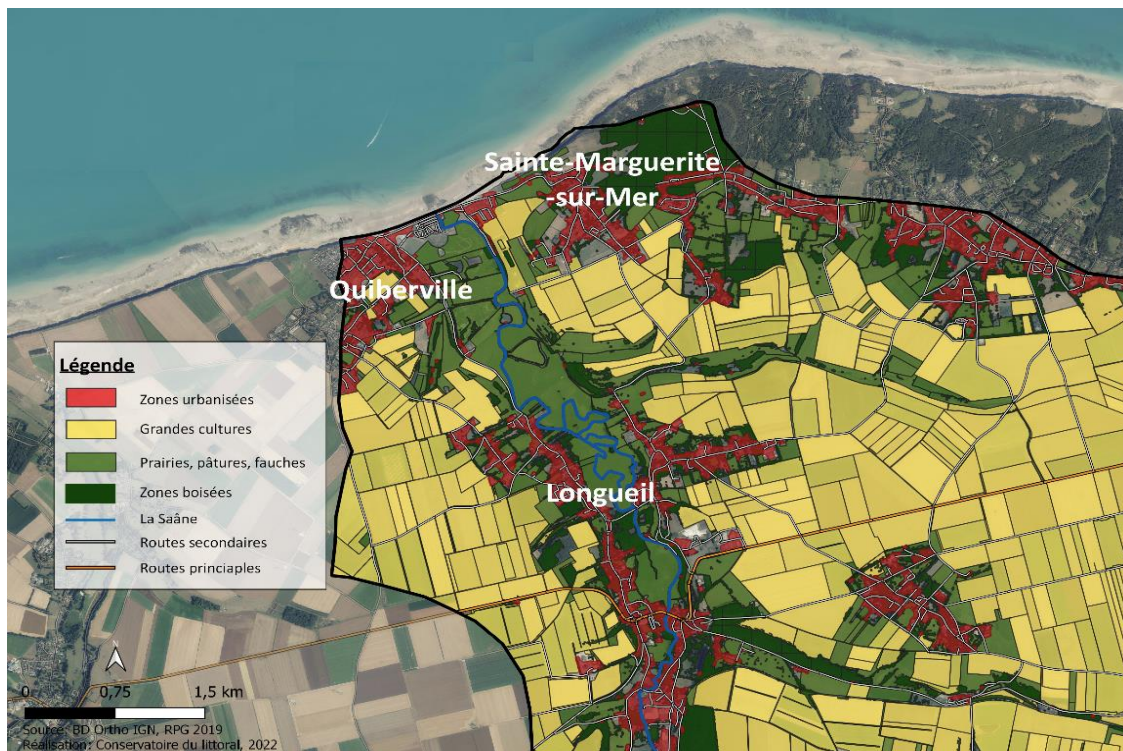 Sainte-Marguerite
-sur-Mer
Quiberville
Longueil
Légende
Zones urbanisées
Grandes cultures
Prairies, pâtures, fauches
Zones boisées
La Saâne
Routes secondaires
Routes princiaples
0 0,75 1,5 km
Source: BD Ortho IGN, RPG 2019
Réalisation: Conservatoire du littoral, 2022